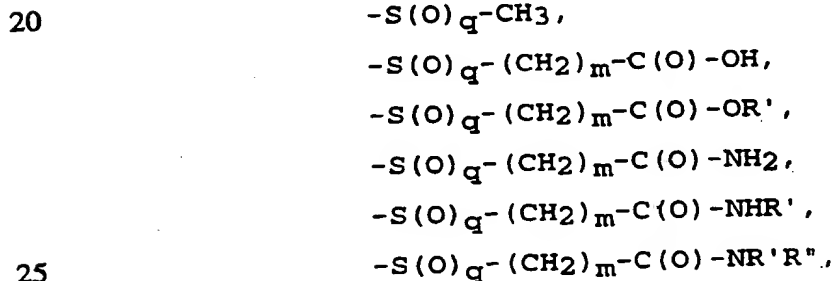 20 -S(O)q-CH3,
-S(O)q-(CH2)m-C(O)-OH,
-S(O)q-(CH2)m-C(O)-OR',
-S(O)q-(CH2)m-C(O)-NH2,
-S(O)q-(CH2)m-C(O)-NHR',
25 -S(O)q-(CH2)m-C(O)-NR'R",